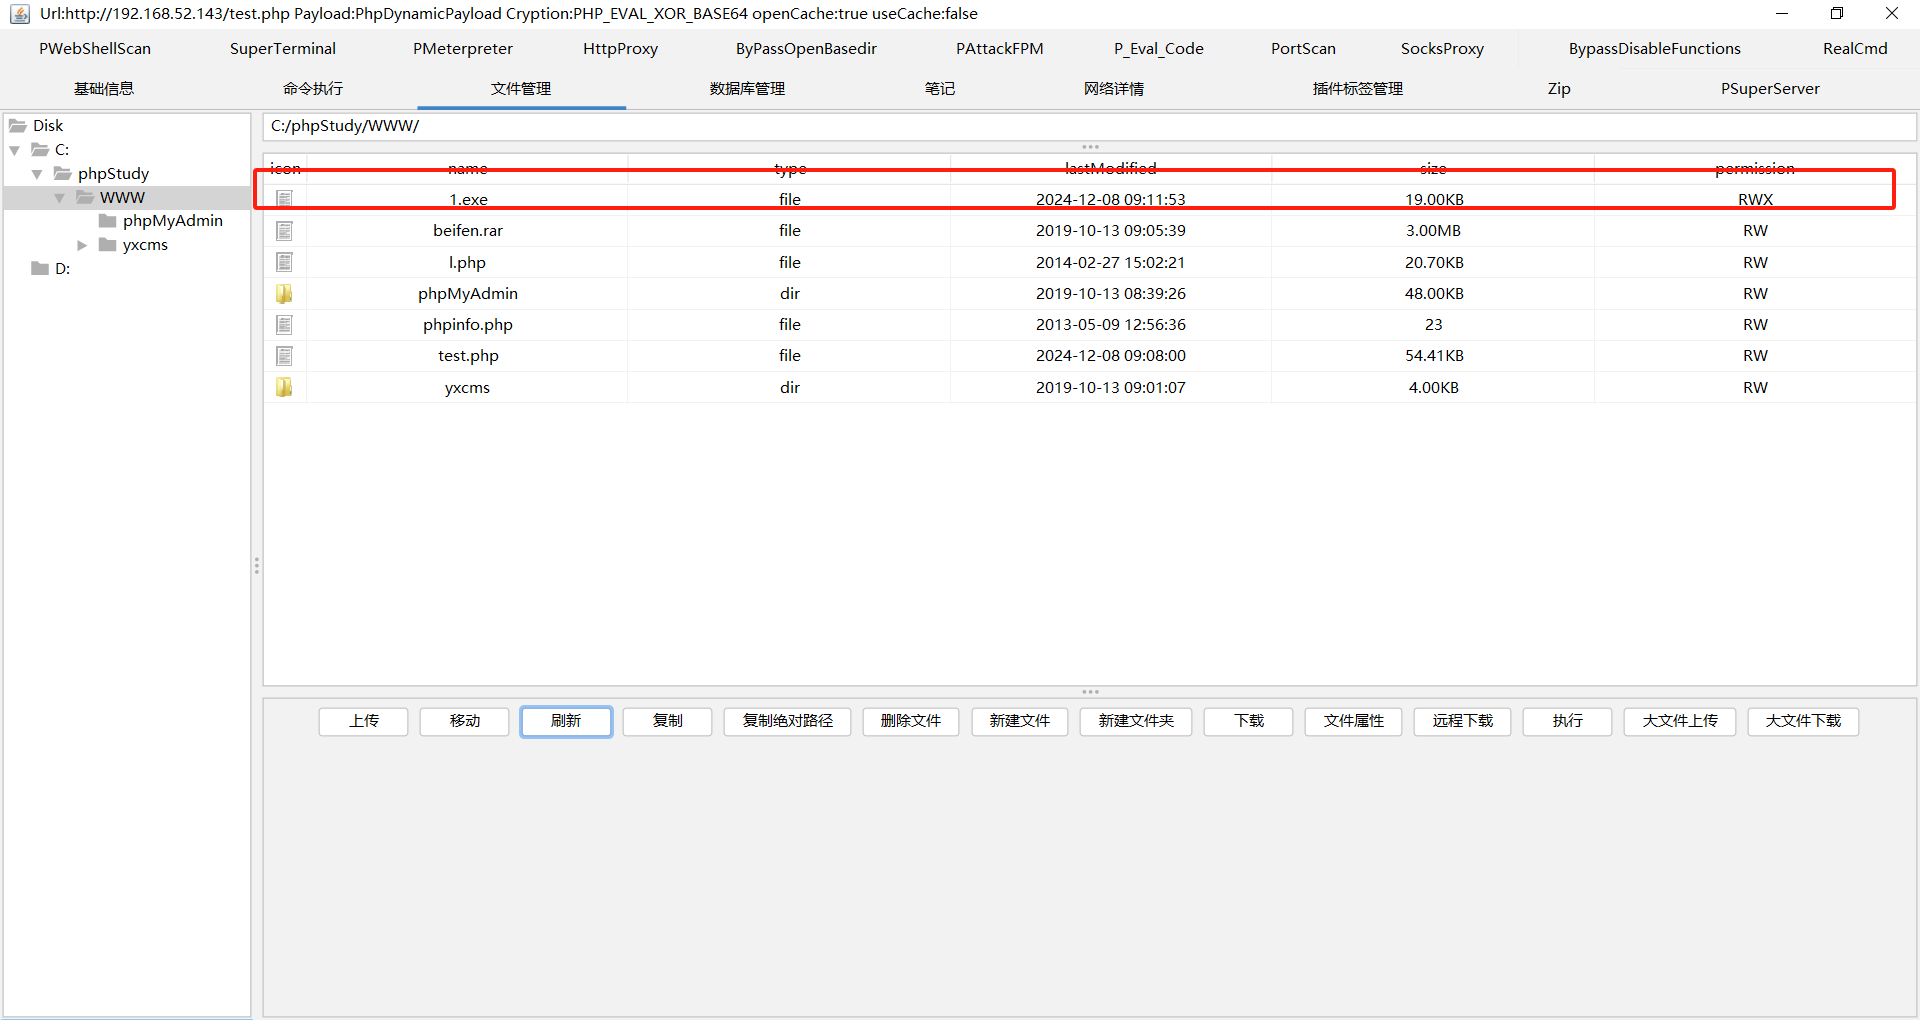 Url:http://192.168.52.143/test.php Payload:PhpDynamicPayload Cryption:PHP_EVAL_XOR_BASE64 openCache:true useCache:false
PWebShellScan SuperTerminal PMeterpreter HttpProxy ByPassOpenBasedir PAttackFPM P_Eval_Code PortScan SocksProxy BypassDisableFunctions RealCmd
基础信息 命令执行 文件管理 数据库管理 笔记 网络详情 插件标签管理 Zip PSuperServer
Disk
C:
phpStudy
WWW
phpMyAdmin
yxcms
D:
C:/phpStudy/WWW/
icon name type lastModified size permission
1.exe file 2024-12-08 09:11:53 19.00KB RWX
beifen.rar file 2019-10-13 09:05:39 3.00MB RW
l.php file 2014-02-27 15:02:21 20.70KB RW
phpMyAdmin dir 2019-10-13 08:39:26 48.00KB RW
phpinfo.php file 2013-05-09 12:56:36 23 RW
test.php file 2024-12-08 09:08:00 54.41KB RW
yxcms dir 2019-10-13 09:01:07 4.00KB RW
上传 移动 刷新 复制 复制绝对路径 删除文件 新建文件 新建文件夹 下载 文件属性 远程下载 执行 大文件上传 大文件下载